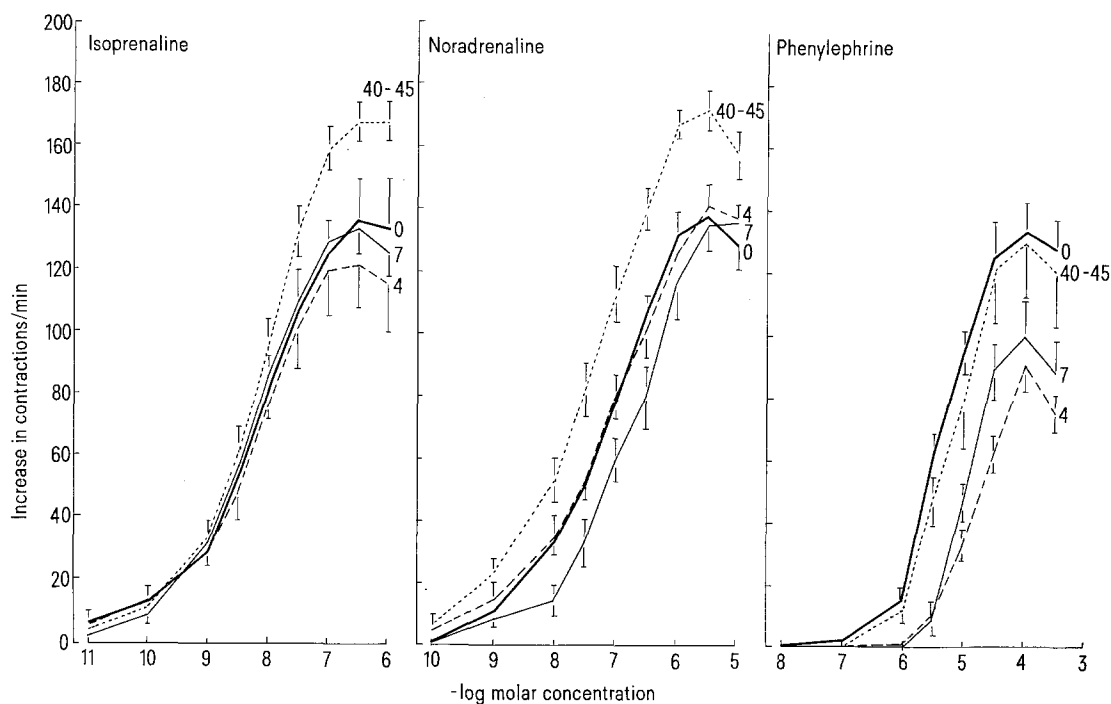 Isoprenaline
Noradrenaline
Phenylephrine
Increase in contractions/min
200
180
160
140
120
100
80
60
40
20
0
40-45
0
7
4
11 10 9 8 7 6
40-45
4
7
0
10 9 8 7 6 5
0
40-45
7
4
8 7 6 5 4 3
-log molar concentration